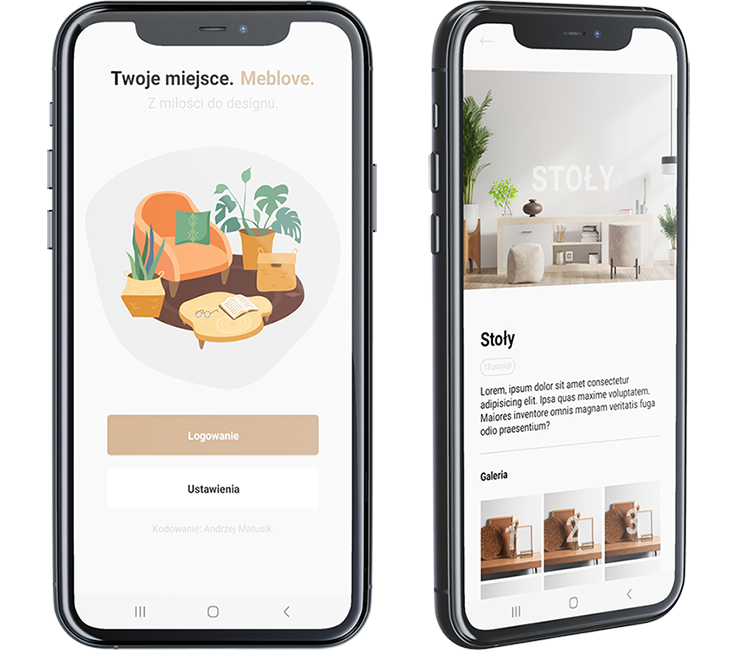 Twoje miejsce. Meblove.
Z miłości do designu.
Logowanie
Ustawienia
Kodowanie: Andrzej Matusik.
STOŁY
Stoły
13 pozycji
Lorem, ipsum dolor sit amet consectetur
adipisicing elit. Ipsa quas maxime voluptatem.
Maiores inventore omnis magnam veritatis fuga
odio praesentium?
Galeria
1 2 3